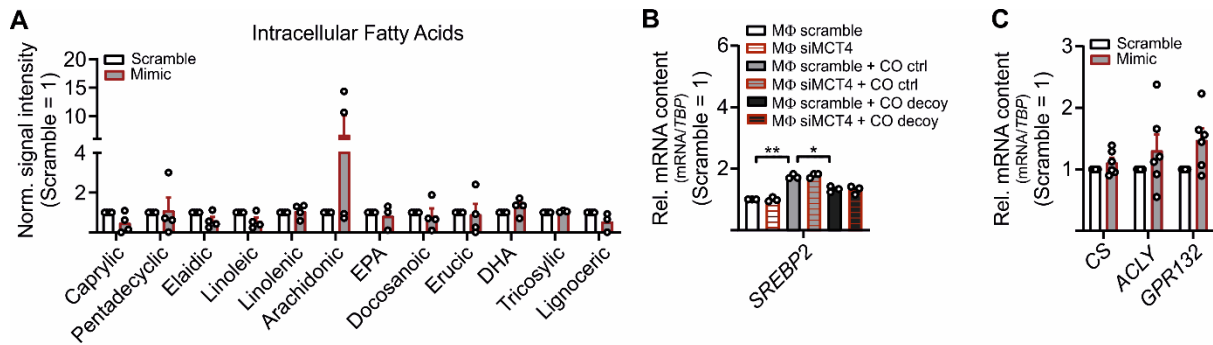 A
Intracellular Fatty Acids
Norm. signal intensity
(Scramble = 1)
20
15
10
5
4
2
0
Scramble
Mimic
Caprylic
Pentadecyclic
Elaidic
Linoleic
Linolenic
Arachidonic
EPA
Docosanoic
Erucic
DHA
Tricosylic
Lignoceric
B
Rel. mRNA content
(mRNA/TBP)
(Scramble = 1)
6
4
2
MΦ scramble
MΦ siMCT4
MΦ scramble + CO ctrl
MΦ siMCT4 + CO ctrl
MΦ scramble + CO decoy
MΦ siMCT4 + CO decoy
**
*
SREBP2
C
Rel. mRNA content
(mRNA/TBP)
(Scramble = 1)
3
2
1
0
Scramble
Mimic
CS
ACLY
GPR132